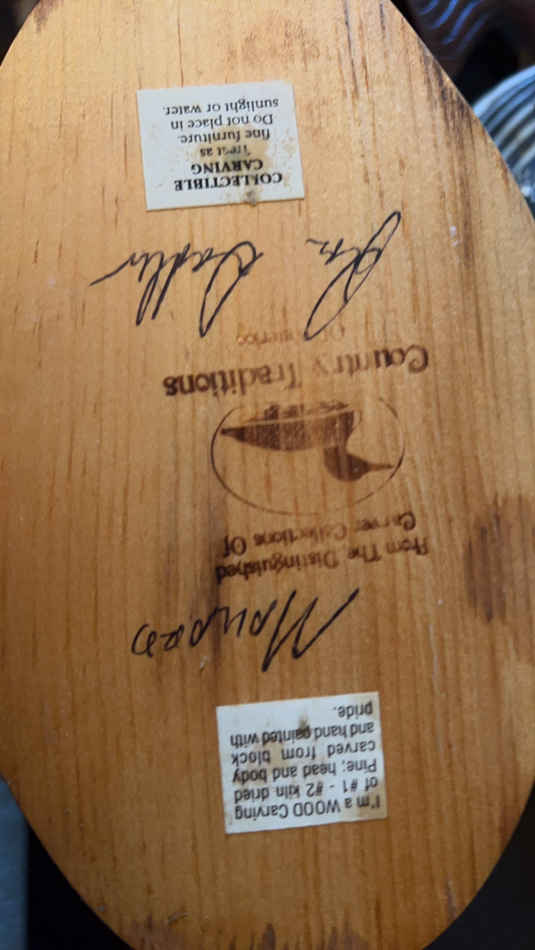 I'm a WOOD Carving
of #1 - #2 kiln dried
Pine; head and body
carved from block
and hand painted with
pride.
From The Distinguished
Carver Collections Of
Country Traditions
COLLECTIBLE
CARVING
Treat as
fine furniture.
Do not place in
sunlight or water.